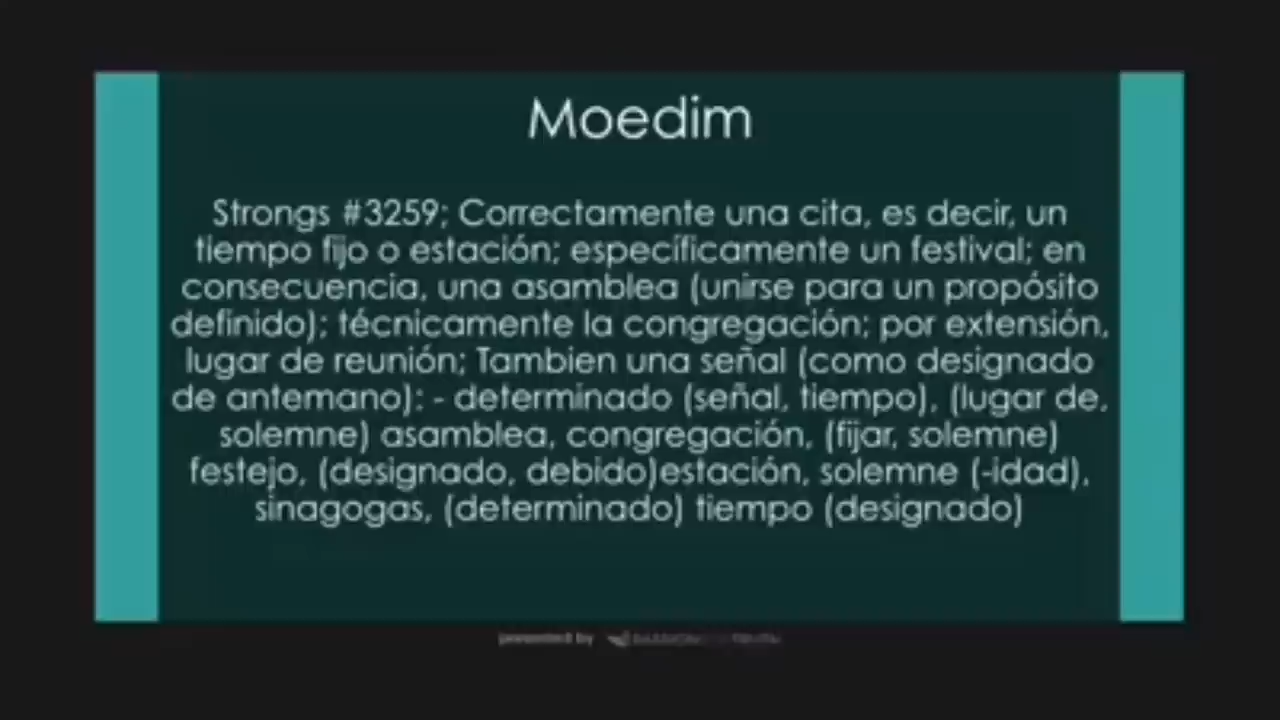 Moedim
Strongs #3259; Correctamente una cita, es decir, un
tiempo fijo o estación; específicamente un festival; en
consecuencia, una asamblea (unirse para un propósito
definido); técnicamente la congregación; por extensión,
lugar de reunión; Tambien una señal (como designado
de antemano): - determinado (señal, tiempo), (lugar de,
solemne) asamblea, congregación, (fijar, solemne)
festejo, (designado, debido)estación, solemne (-idad),
sinagogas, (determinado) tiempo (designado)
presented by